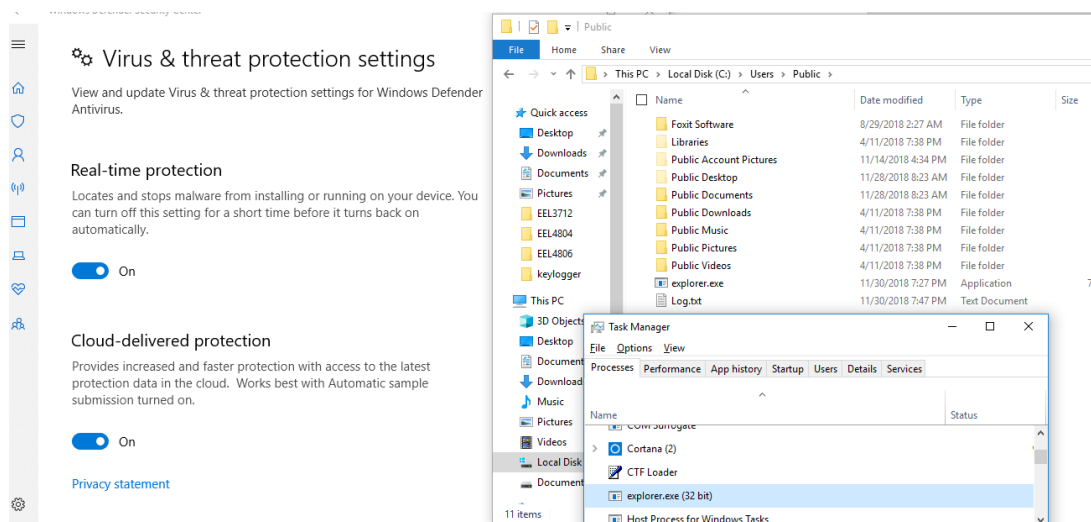 Virus & threat protection settings
View and update Virus & threat protection settings for Windows Defender
Antivirus.
Real-time protection
Locates and stops malware from installing or running on your device. You
can turn off this setting for a short time before it turns back on
automatically.
On
Cloud-delivered protection
Provides increased and faster protection with access to the latest
protection data in the cloud. Works best with Automatic sample
submission turned on.
On
Privacy statement
Public
File Home Share View
This PC > Local Disk (C:) > Users > Public >
Quick access
Desktop
Downloads
Documents
Pictures
EEL3712
EEL4804
EEL4806
keylogger
This PC
3D Objects
Desktop
Document
Download
Music
Pictures
Videos
Local Disk
Document
11 items
Name Date modified Type Size
Foxit Software 8/29/2018 2:27 AM File folder
Libraries 4/11/2018 7:38 PM File folder
Public Account Pictures 11/14/2018 4:34 PM File folder
Public Desktop 11/28/2018 8:23 AM File folder
Public Documents 11/28/2018 8:23 AM File folder
Public Downloads 4/11/2018 7:38 PM File folder
Public Music 4/11/2018 7:38 PM File folder
Public Pictures 4/11/2018 7:38 PM File folder
Public Videos 4/11/2018 7:38 PM File folder
explorer.exe 11/30/2018 7:27 PM Application 7
Log.txt 11/30/2018 7:47 PM Text Document
Task Manager
File Options View
Processes Performance App history Startup Users Details Services
Name Status
COM Surrogate
> Cortana (2)
CTF Loader
explorer.exe (32 bit)
Host Process for Windows Tasks